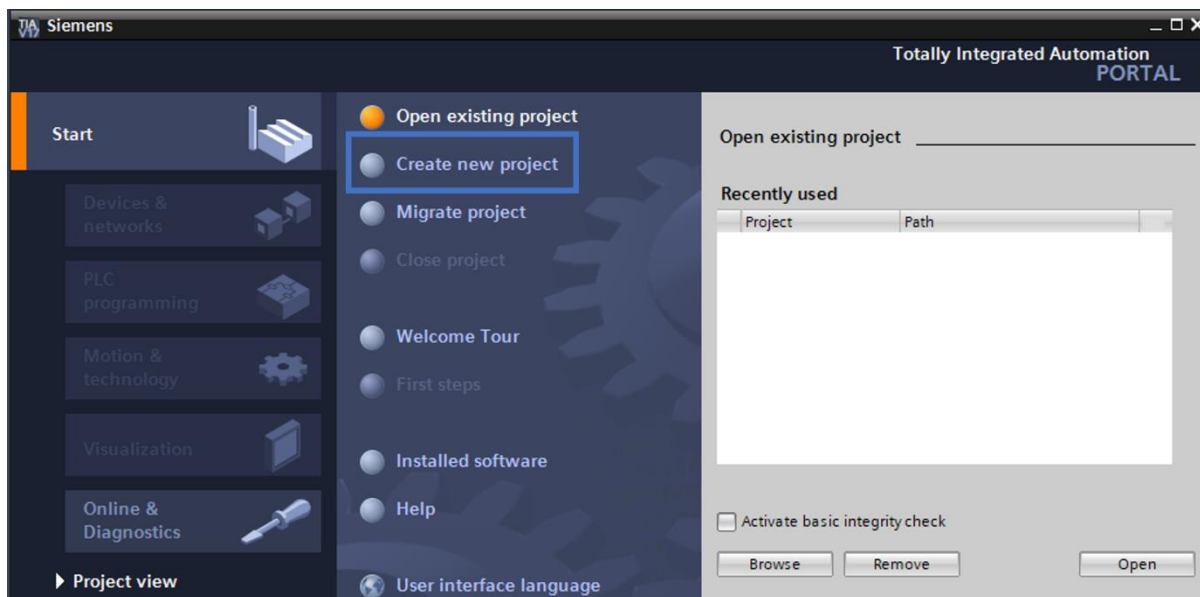 TIA
V17
Siemens
Totally Integrated Automation
PORTAL
Start
Devices &
networks
PLC
programming
Motion &
technology
Visualization
Online &
Diagnostics
Project view
Open existing project
Create new project
Migrate project
Close project
Welcome Tour
First steps
Installed software
Help
User interface language
Open existing project
Recently used
Project Path
Activate basic integrity check
Browse Remove Open